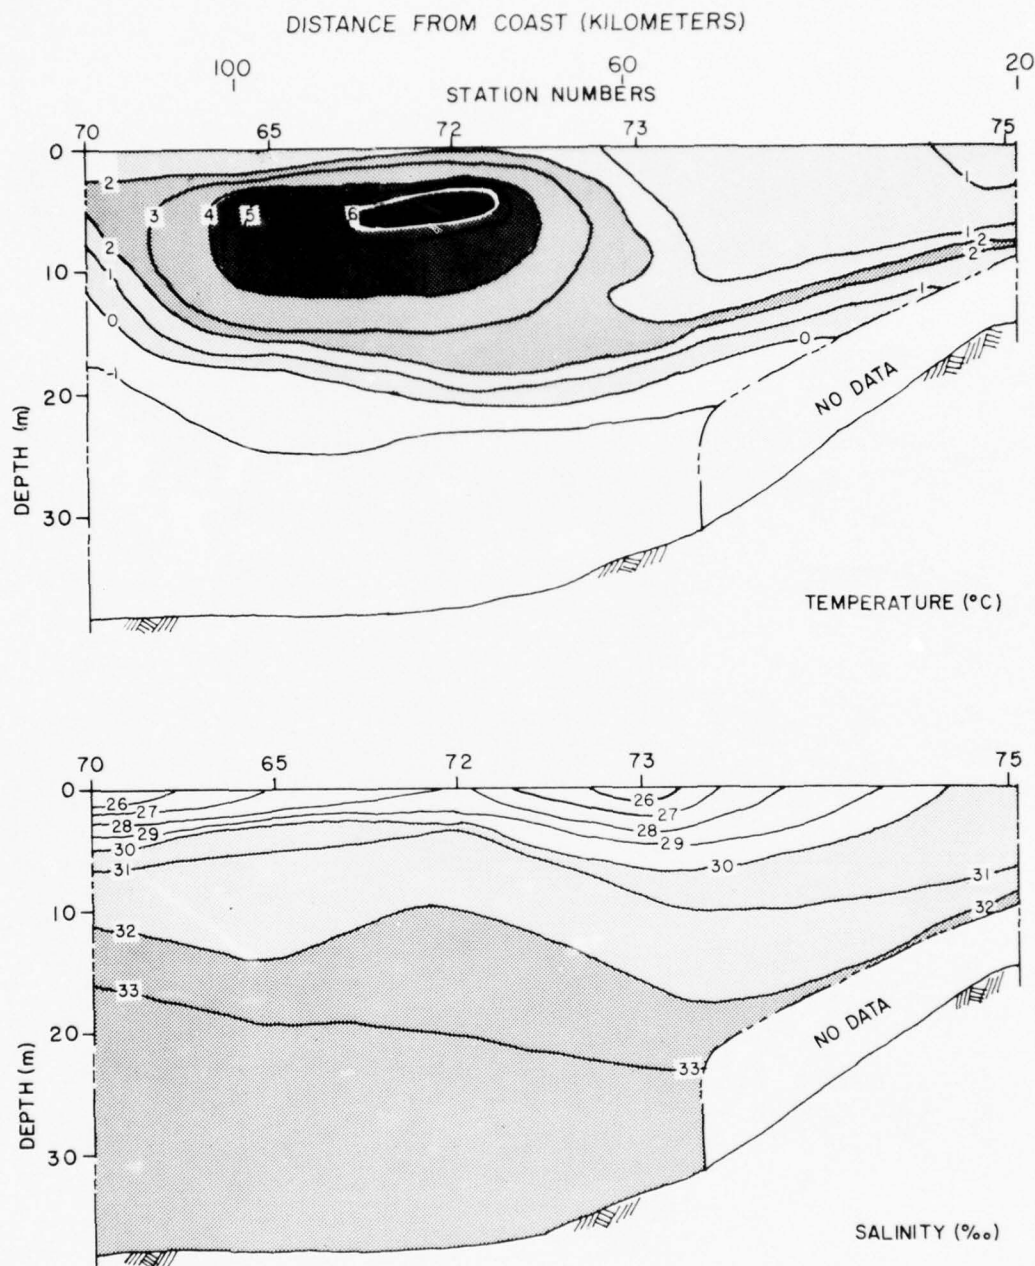 DISTANCE FROM COAST (KILOMETERS)
100 60 20
STATION NUMBERS
70 65 72 73 75
0
2
1
3 4 5 6
1
2
2
2
10
1
1
0
0
-1
NO DATA
20
DEPTH (m)
30
TEMPERATURE (°C)
70 65 72 73 75
0
26
26
27
27
28
28
29
29
30
30
31
31
32
10
32
33
NO DATA
20
33
DEPTH (m)
30
SALINITY (‰)